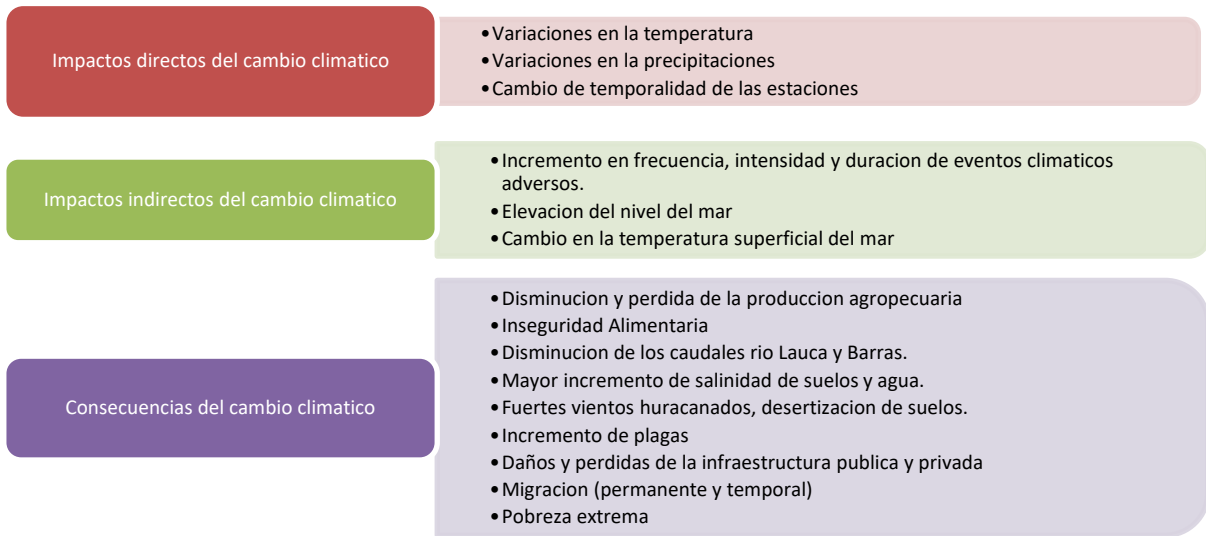 Impactos directos del cambio climatico
•Variaciones en la temperatura
•Variaciones en la precipitaciones
•Cambio de temporalidad de las estaciones
Impactos indirectos del cambio climatico
•Incremento en frecuencia, intensidad y duracion de eventos climaticos
adversos.
•Elevacion del nivel del mar
•Cambio en la temperatura superficial del mar
Consecuencias del cambio climatico
•Disminucion y perdida de la produccion agropecuaria
•Inseguridad Alimentaria
•Disminucion de los caudales rio Lauca y Barras.
•Mayor incremento de salinidad de suelos y agua.
•Fuertes vientos huracanados, desertizacion de suelos.
•Incremento de plagas
•Daños y perdidas de la infraestructura publica y privada
•Migracion (permanente y temporal)
•Pobreza extrema